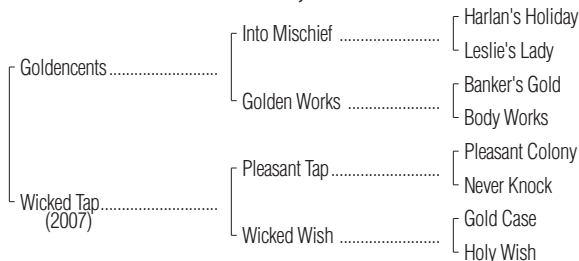 Harlan's Holiday
Into Mischief ....................
Leslie's Lady
Goldencents......................
Banker's Gold
Golden Works ..................
Body Works
Pleasant Colony
Pleasant Tap......................
Never Knock
Wicked Tap........................
(2007)
Gold Case
Wicked Wish ....................
Holy Wish